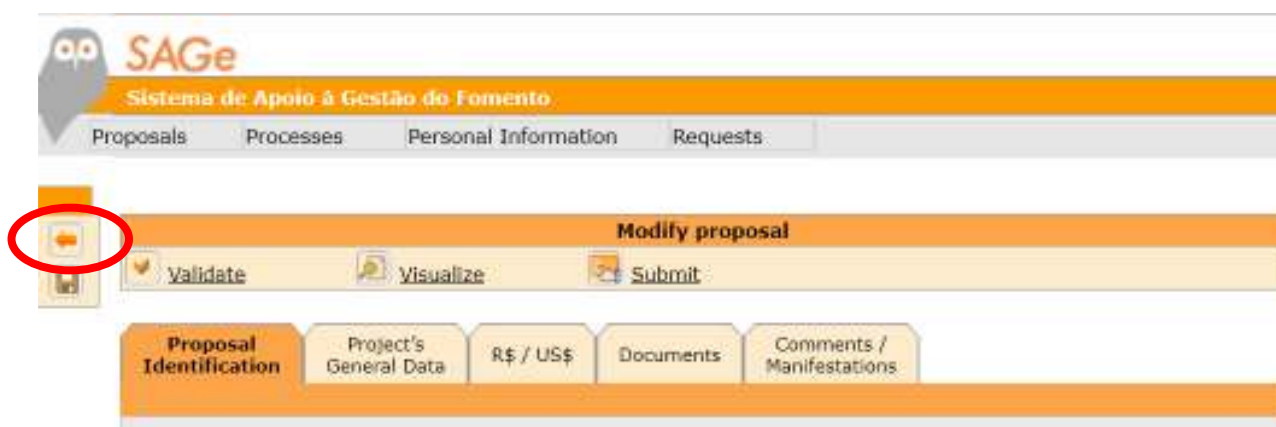 SAGe
Sistema de Apoio à Gestão do Fomento
Proposals Processes Personal Information Requests
Modify proposal
Validate Visualize Submit
Proposal Identification
Project's General Data
R$ / US$
Documents
Comments / Manifestations